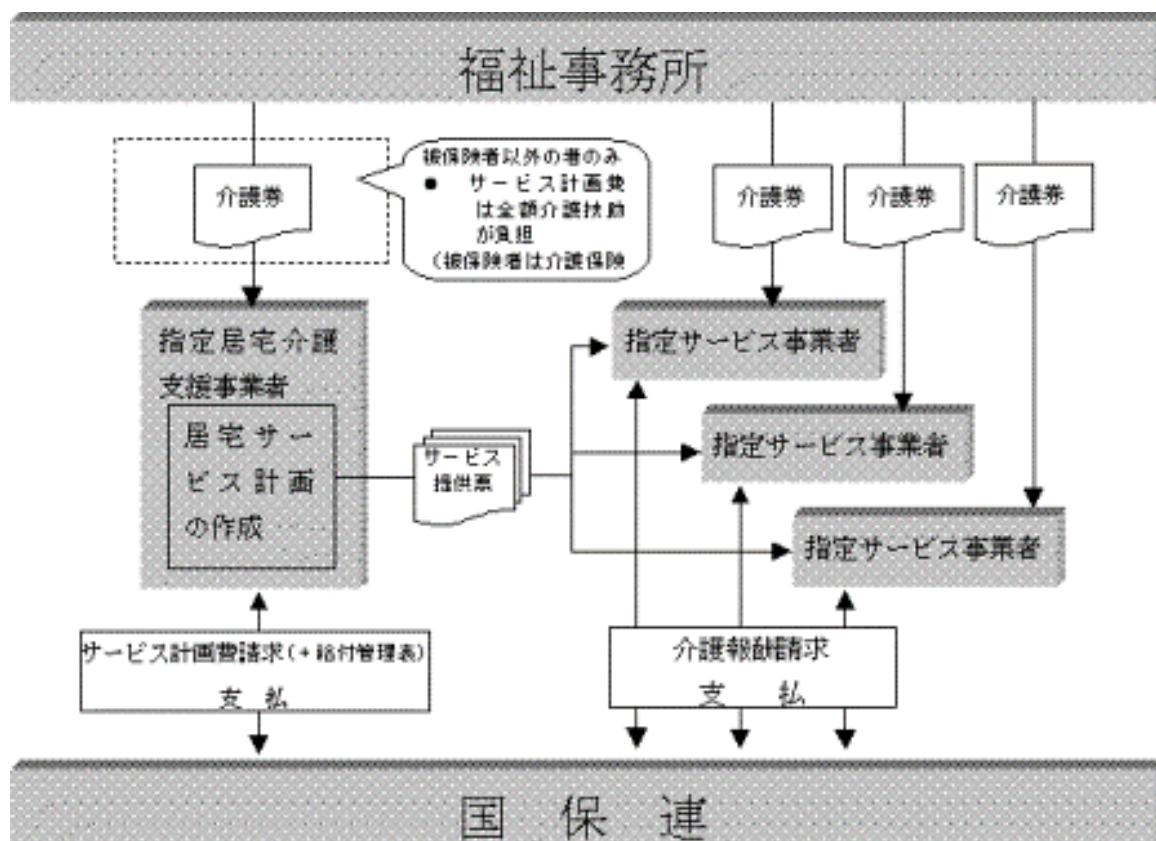 福祉事務所
介護券
被保険者以外の者のみ
● サービス計画費
は全額介護扶助
が負担
(被保険者は介護保険
介護券
介護券
介護券
指定居宅介護
支援事業者
居宅サー
ビス計画
の作成
サービス
提供票
指定サービス事業者
指定サービス事業者
指定サービス事業者
サービス計画費請求(+給付管理表)
支 払
介護報酬請求
支 払
国 保 連